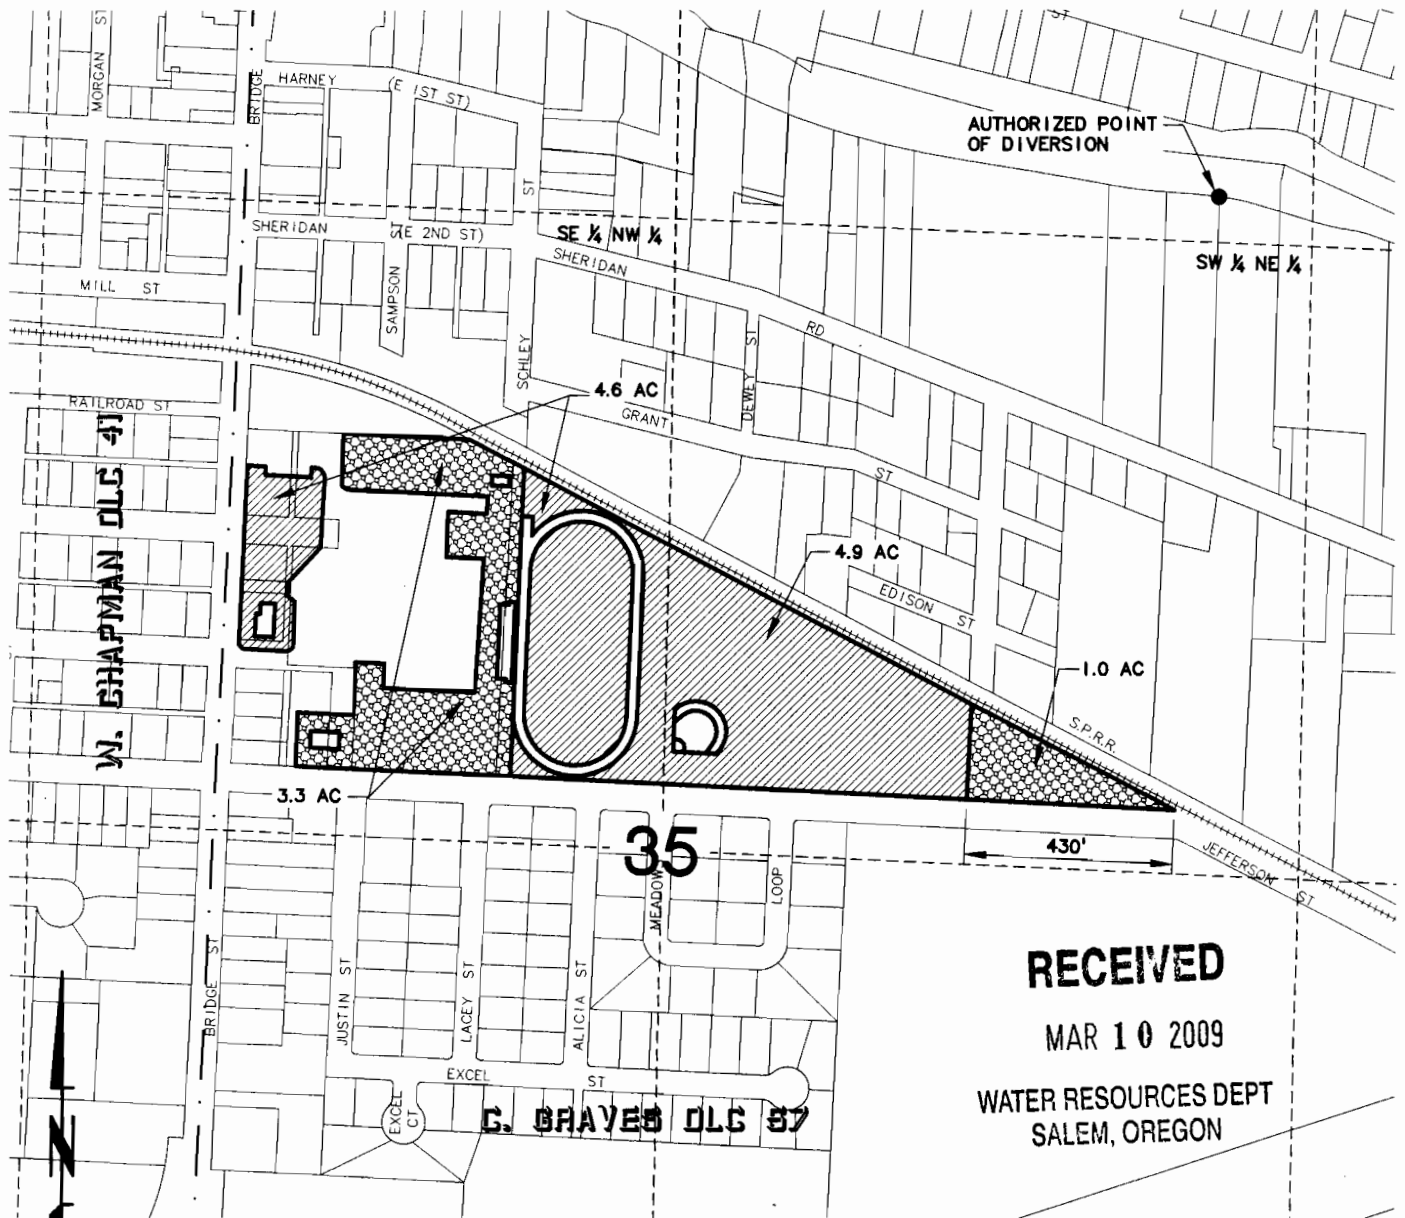 MORGAN ST
BRIDGE
HARNEY
(E 1ST ST)
ST
AUTHORIZED POINT
OF DIVERSION
ST
SHERIDAN
ST
(E 2ND ST)
SE ¼ NW ¼
SHERIDAN
RD
SW ¼ NE ¼
MILL ST
SAMPSON
SCHLEY
DEWEY ST
RAILROAD ST
4.6 AC
GRANT
ST
W. CHAPMAN DLC 41
4.9 AC
EDISON ST
1.0 AC
S.P.R.R.
3.3 AC
35
430'
JEFFERSON ST
MEADOW
LOOP
BRIDGE ST
JUSTIN ST
LACEY ST
ALICIA ST
EXCEL ST
EXCEL CT
C. GRAVES DLC 57
RECEIVED
MAR 10 2009
WATER RESOURCES DEPT
SALEM, OREGON
N